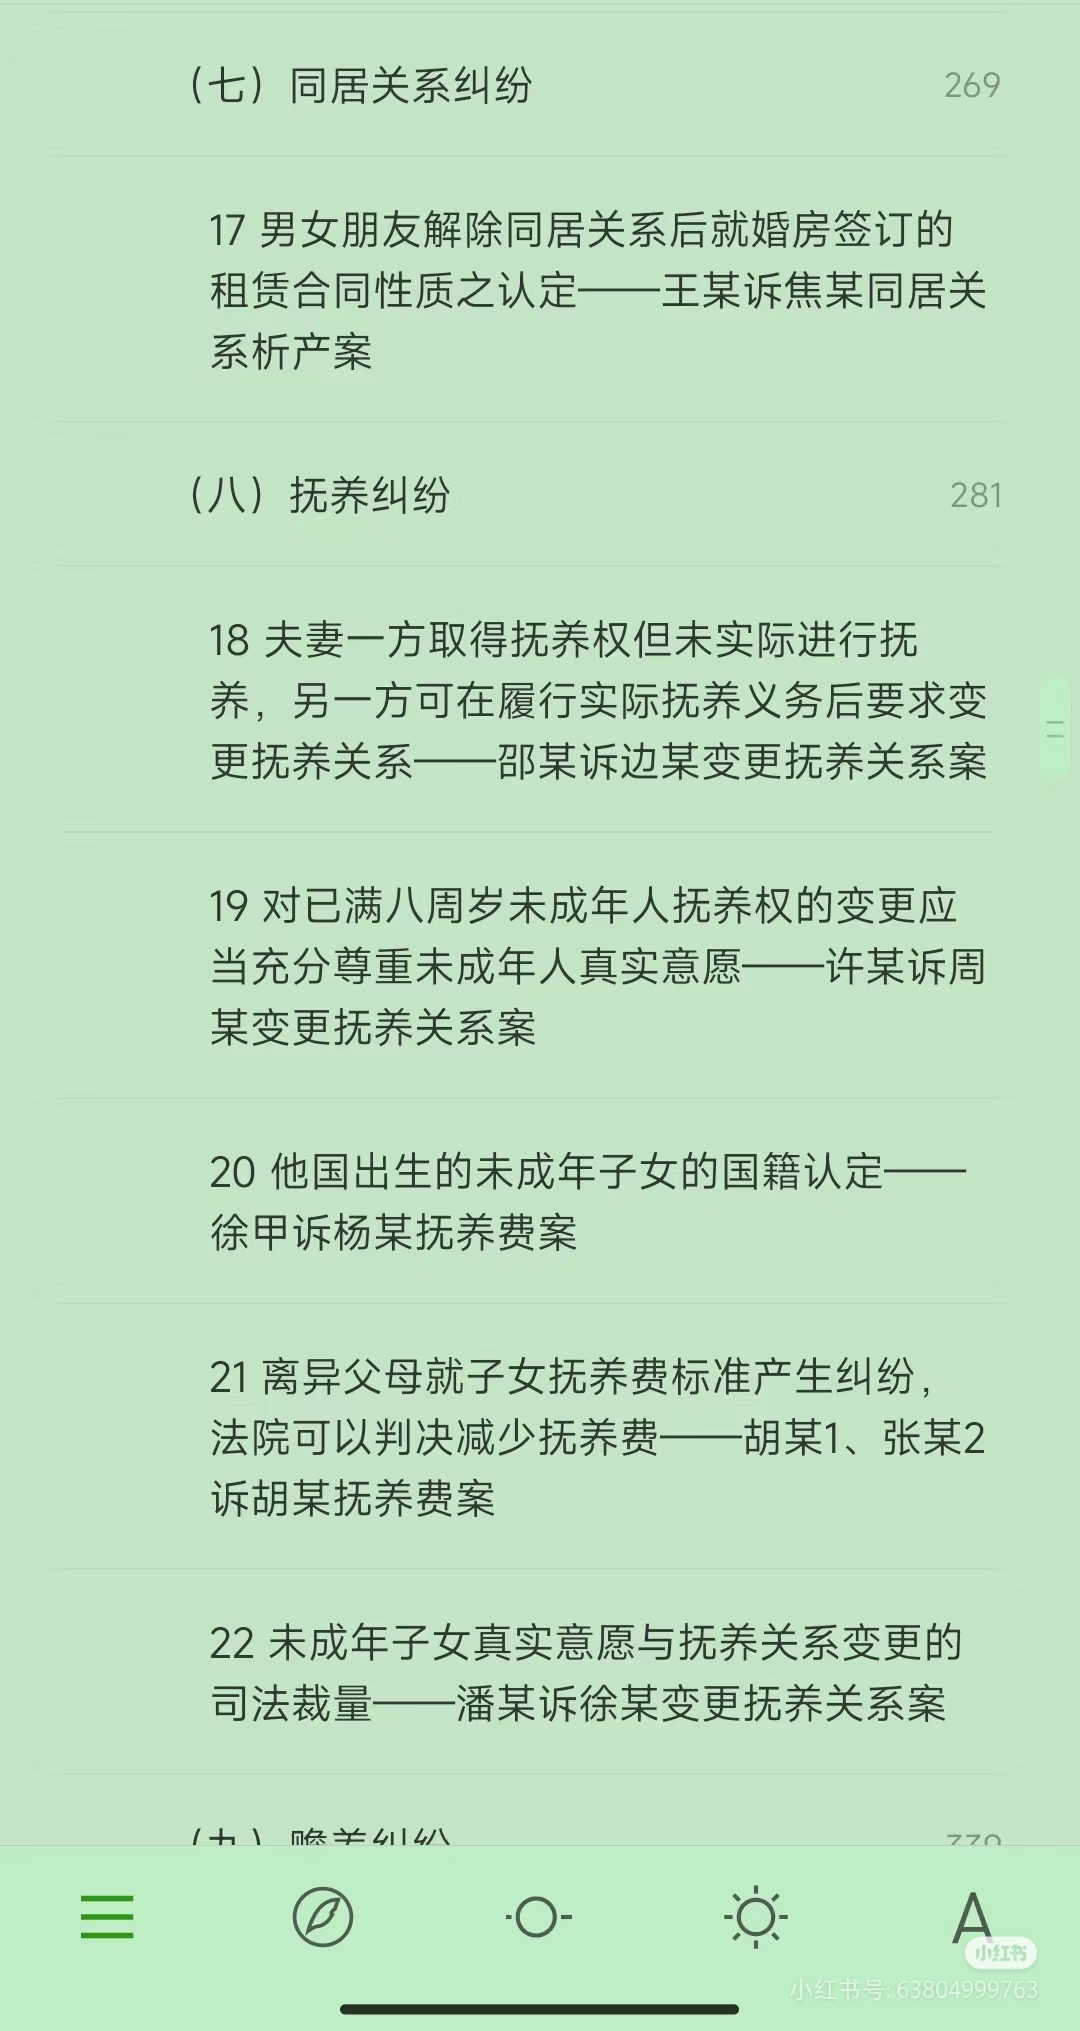 （七）同居关系纠纷 269
17 男女朋友解除同居关系后就婚房签订的
租赁合同性质之认定——王某诉焦某同居关
系析产案
（八）抚养纠纷 281
18 夫妻一方取得抚养权但未实际进行抚
养，另一方可在履行实际抚养义务后要求变
更抚养关系——邵某诉边某变更抚养关系案
19 对已满八周岁未成年人抚养权的变更应
当充分尊重未成年人真实意愿——许某诉周
某变更抚养关系案
20 他国出生的未成年子女的国籍认定——
徐甲诉杨某抚养费案
21 离异父母就子女抚养费标准产生纠纷，
法院可以判决减少抚养费——胡某1、张某2
诉胡某抚养费案
22 未成年子女真实意愿与抚养关系变更的
司法裁量——潘某诉徐某变更抚养关系案
（九）赡养纠纷 339
A
小红书
小红书号: 63804999763